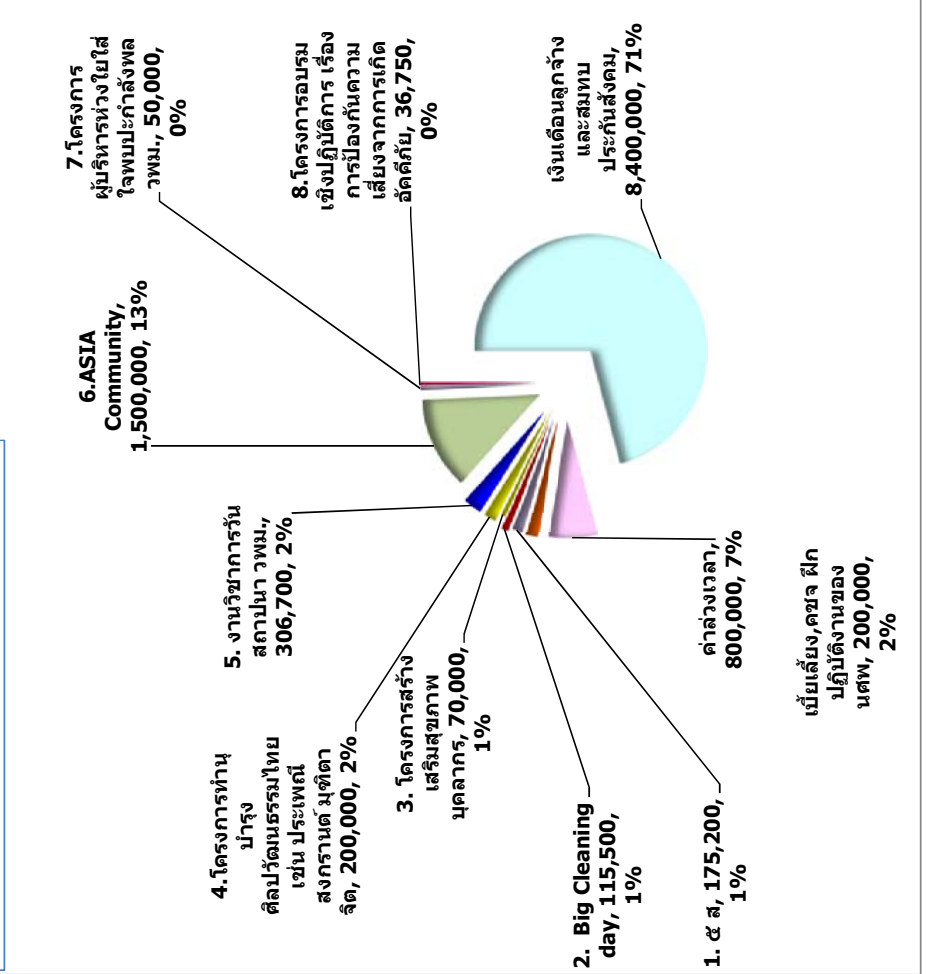 7.โครงการ
ผู้บริหารห่วงใยใส่
ใจพบปะกำลังพล
วพม., 50,000,
0%
8.โครงการอบรม
เชิงปฏิบัติการ เรื่อง
การป้องกันความ
เสี่ยงจากการเกิด
อัคคีภัย, 36,750,
0%
เงินเดือนลูกจ้าง
และสมทบ
ประกันสังคม,
8,400,000, 71%
6.ASIA
Community,
1,500,000, 13%
5. งานวิชาการวัน
สถาปนา วพม.,
306,700, 2%
4.โครงการทำนุ
บำรุง
ศิลปวัฒนธรรมไทย
เช่น ประเพณี
สงกรานต์ มุฑิตา
จิต, 200,000, 2%
3. โครงการสร้าง
เสริมสุขภาพ
บุคลากร, 70,000,
1%
2. Big Cleaning
day, 115,500,
1%
1. ๕ ส, 175,200,
1%
ค่าล่วงเวลา,
800,000, 7%
เบี้ยเลี้ยง,คชจ ฝึก
ปฏิบัติงานของ
นศพ, 200,000,
2%